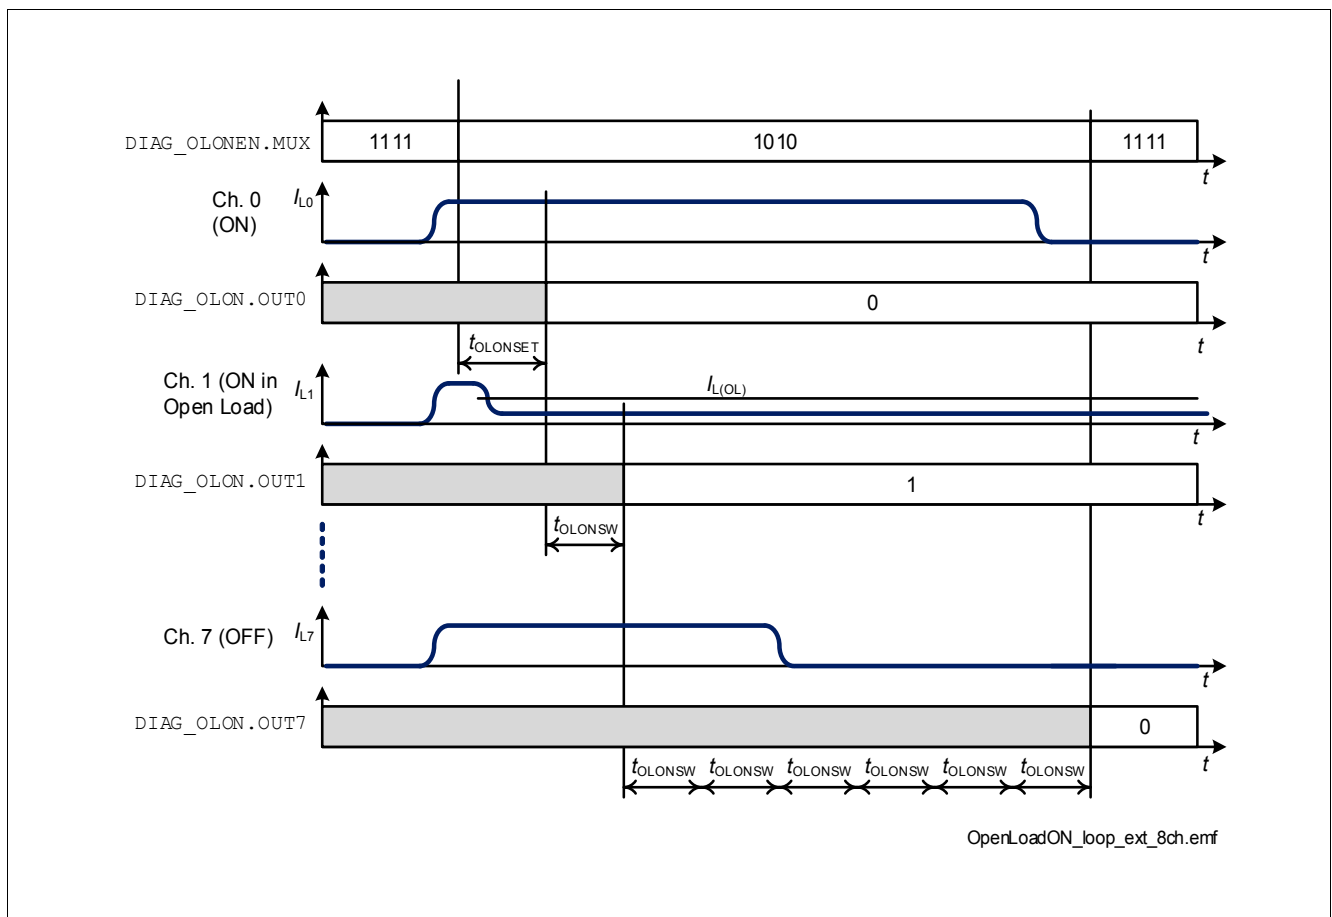 DIAG_OLONEN.MUX 1111 1010 1111
t
Ch. 0
(ON)
IL0
t
DIAG_OLON.OUT0 0
t
tOLONSET
Ch. 1 (ON in
Open Load)
IL1
IL(OL)
t
DIAG_OLON.OUT1 1
t
tOLONSW
Ch. 7 (OFF) IL7
t
DIAG_OLON.OUT7 0
t
tOLONSW tOLONSW tOLONSW tOLONSW tOLONSW tOLONSW
OpenLoadON_loop_ext_8ch.emf